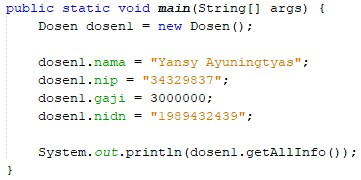 public static void main(String[] args) {
Dosen dosen1 = new Dosen();
dosen1.nama = "Yansy Ayuningtyas";
dosen1.nip = "34329837";
dosen1.gaji = 3000000;
dosen1.nidn = "1989432439";
System.out.println(dosen1.getAllInfo());
}